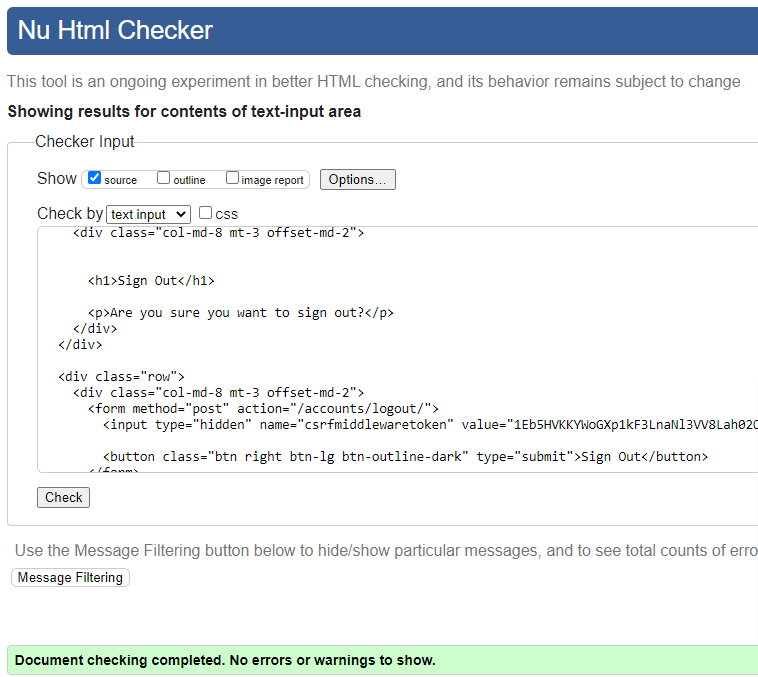 Nu Html Checker
This tool is an ongoing experiment in better HTML checking, and its behavior remains subject to change
Showing results for contents of text-input area
Checker Input
Show source outline image report Options...
Check by text input css
<div class="col-md-8 mt-3 offset-md-2">
<h1>Sign Out</h1>
<p>Are you sure you want to sign out?</p>
</div>
</div>
<div class="row">
<div class="col-md-8 mt-3 offset-md-2">
<form method="post" action="/accounts/logout/">
<input type="hidden" name="csrfmiddlewaretoken" value="1Eb5HVKKYWoGXp1kF3LnaNl3VV8Lah02C
<button class="btn right btn-lg btn-outline-dark" type="submit">Sign Out</button>
</form>
Check
Use the Message Filtering button below to hide/show particular messages, and to see total counts of erro
Message Filtering
Document checking completed. No errors or warnings to show.